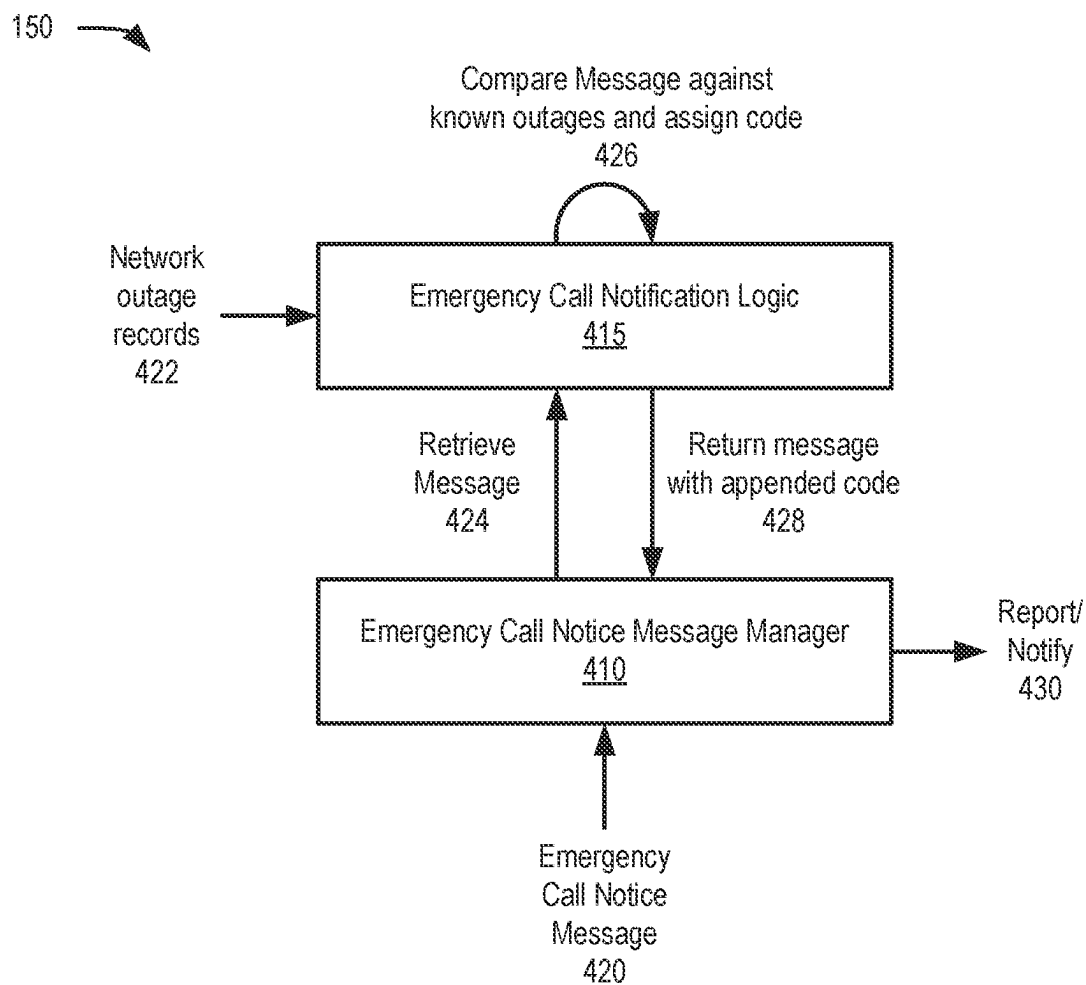 150
Compare Message against
known outages and assign code
426
Network
outage
records
422
Emergency Call Notification Logic
415
Retrieve
Message
424
Return message
with appended code
428
Emergency Call Notice Message Manager
410
Report/
Notify
430
Emergency
Call Notice
Message
420